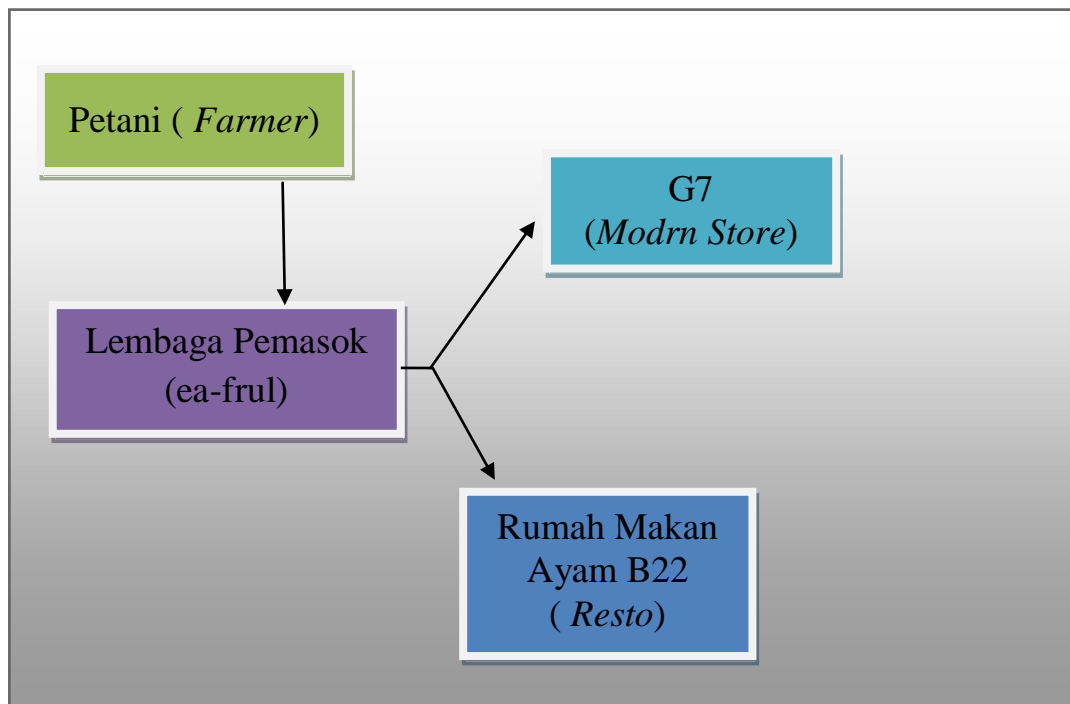 Petani ( Farmer)
G7
(Modrn Store)
Lembaga Pemasok
(ea-frul)
Rumah Makan
Ayam B22
( Resto)